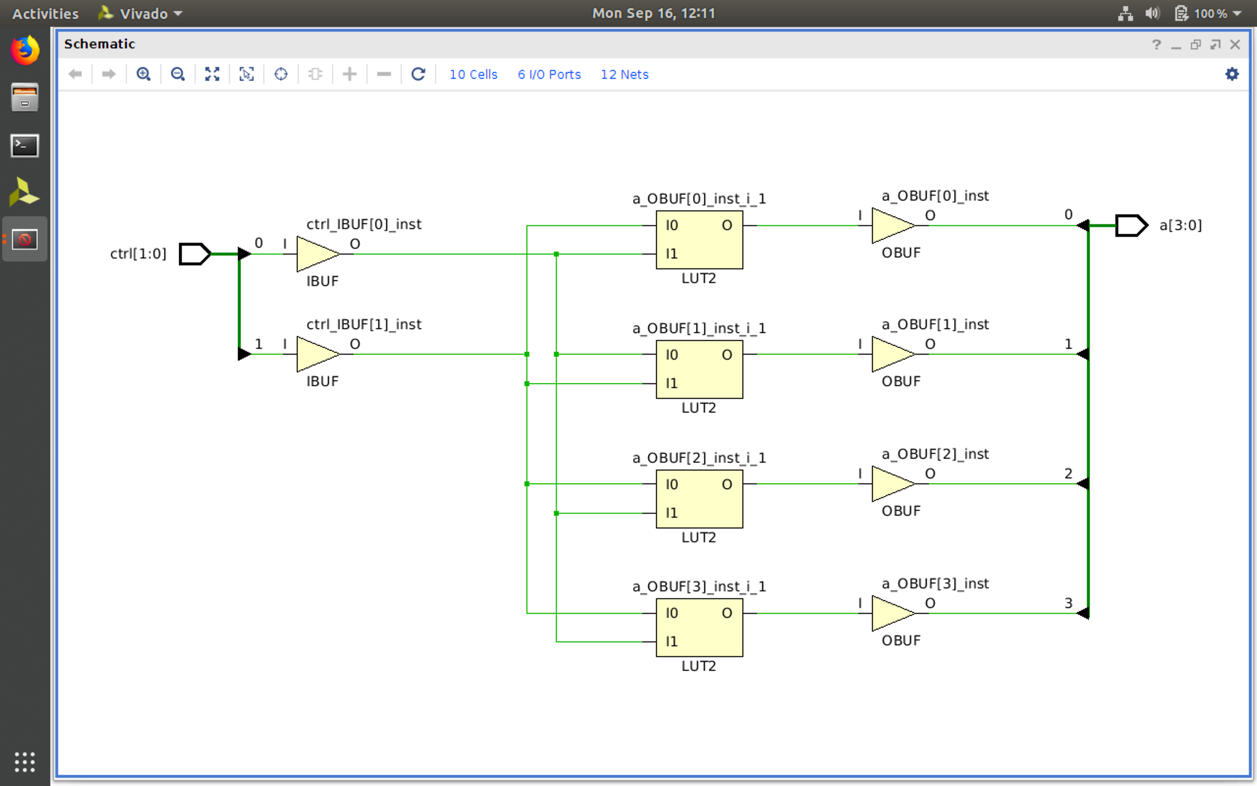 Activities Vivado Mon Sep 16, 12:11 100%
Schematic
10 Cells 6 I/O Ports 12 Nets
ctrl[1:0]
0 I ctrl_IBUF[0]_inst O
IBUF
1 I ctrl_IBUF[1]_inst O
IBUF
a_OBUF[0]_inst_i_1
I0 O
I1
LUT2
a_OBUF[0]_inst
I O 0
OBUF
a[3:0]
a_OBUF[1]_inst_i_1
I0 O
I1
LUT2
a_OBUF[1]_inst
I O 1
OBUF
a_OBUF[2]_inst_i_1
I0 O
I1
LUT2
a_OBUF[2]_inst
I O 2
OBUF
a_OBUF[3]_inst_i_1
I0 O
I1
LUT2
a_OBUF[3]_inst
I O 3
OBUF